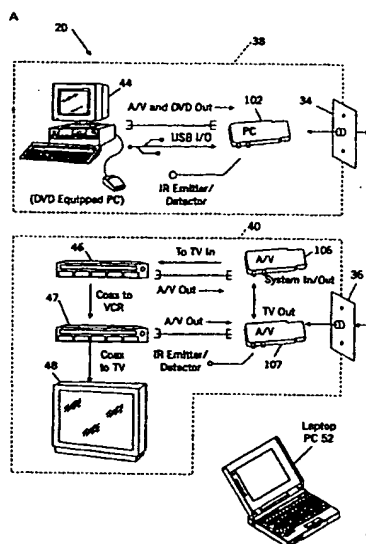 A
20
44
38
A/V and DVD Out
102
34
PC
USB I/O
IR Emitter/
Detector
(DVD Equipped PC)
40
46
To TV In
A/V
106
System In/Out
Coax to
VCR
A/V Out
36
47
A/V Out
TV Out
A/V
Coax
to TV
IR Emitter/
Detector
107
48
Laptop
PC 52